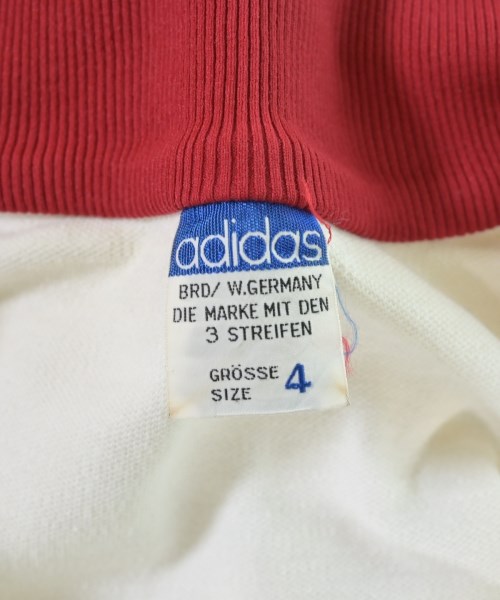 adidas
BRD/ W.GERMANY
DIE MARKE MIT DEN
3 STREIFEN
GRÖSSE 4
SIZE